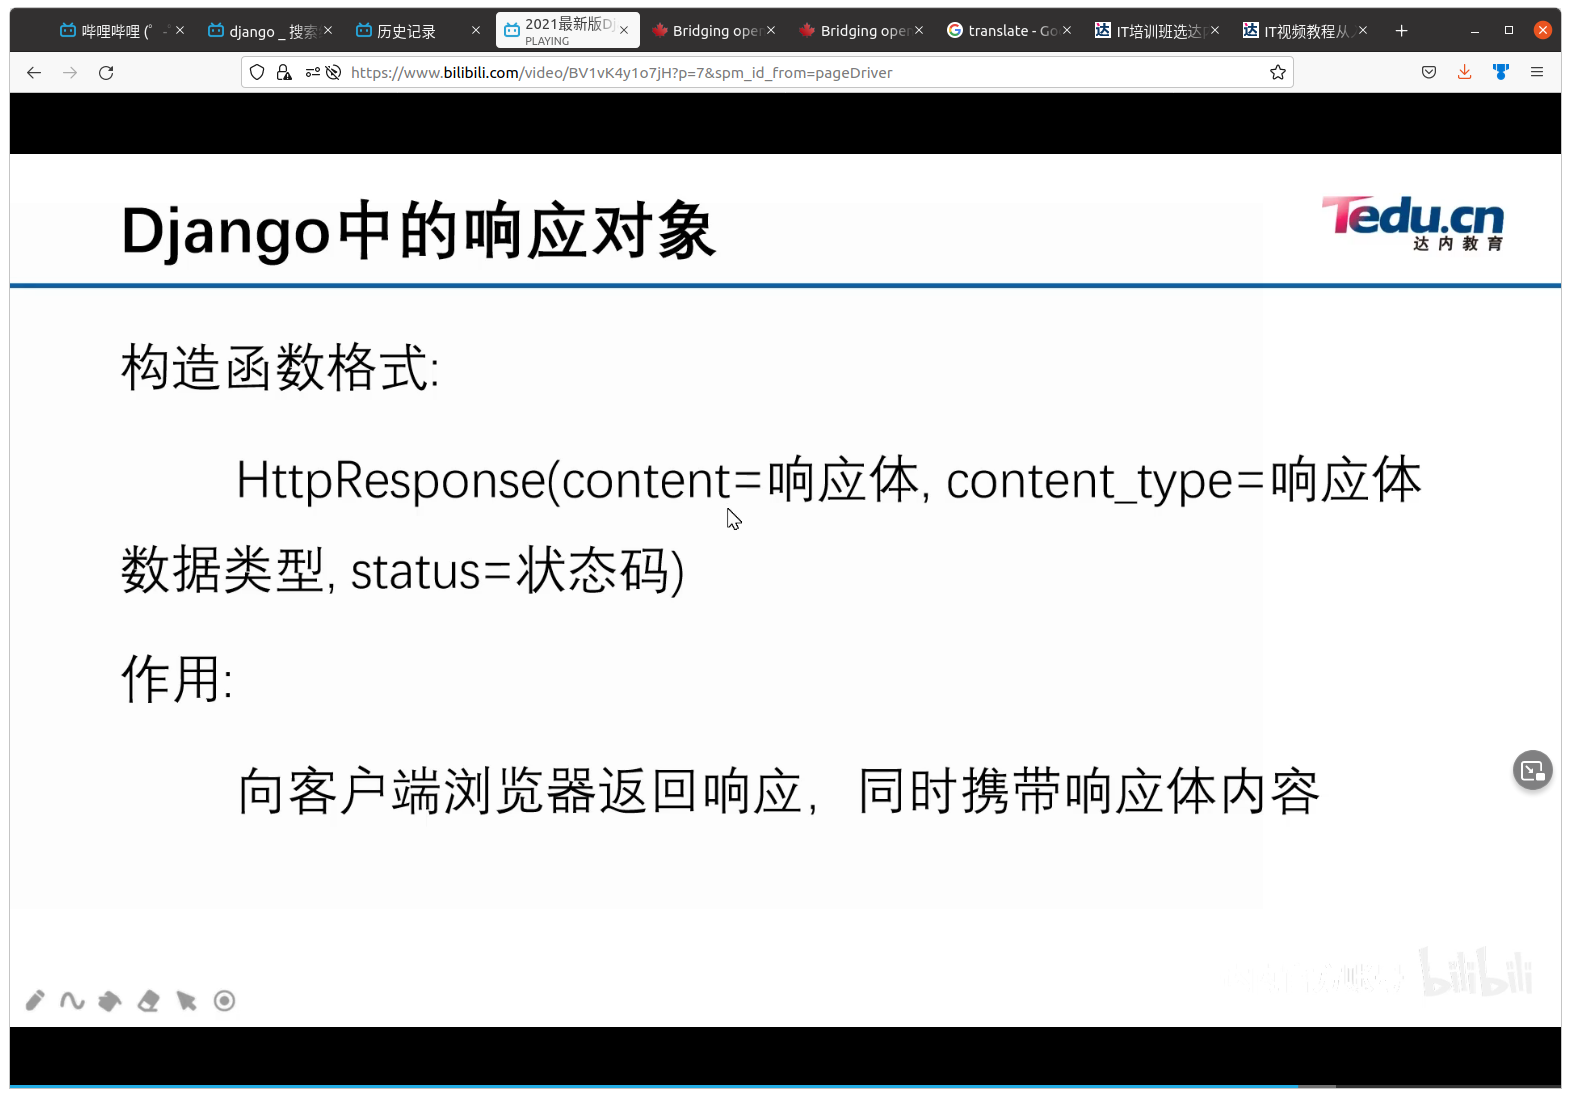 哔哩哔哩 (゜-
django _ 搜索
历史记录
2021最新版Dj
PLAYING
Bridging oper
Bridging oper
translate - Go
IT培训班选达内
IT视频教程从入
https://www.bilibili.com/video/BV1vK4y1o7jH?p=7&spm_id_from=pageDriver
Django中的响应对象
Tedu.cn
达内教育
构造函数格式:
HttpResponse(content=响应体, content_type=响应体
数据类型, status=状态码)
作用:
向客户端浏览器返回响应，同时携带响应体内容
bilibili